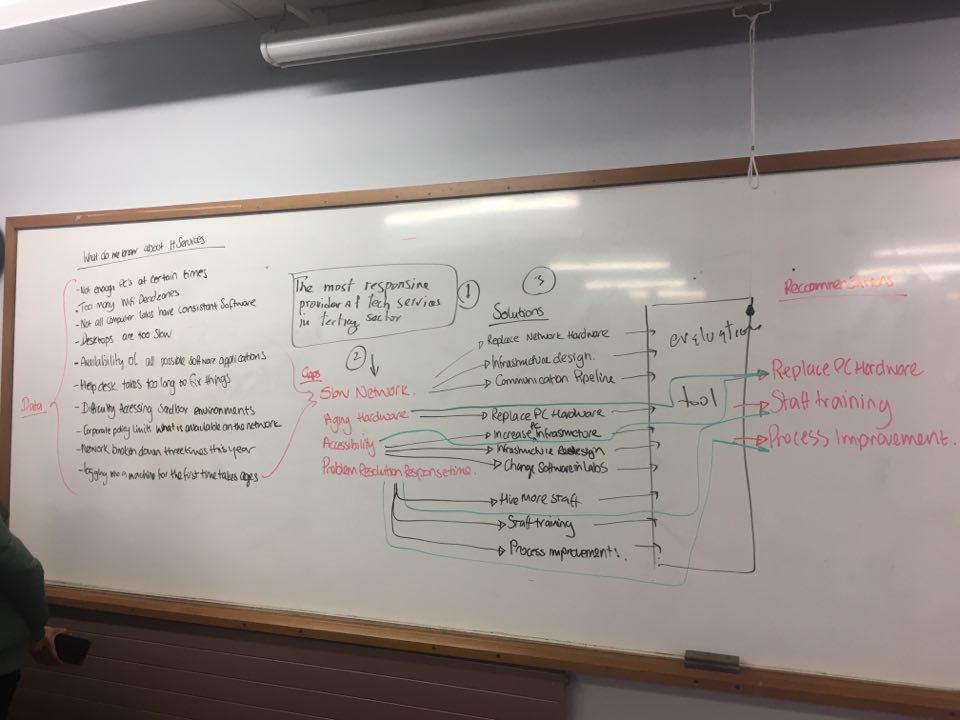 What do we know about ITServices
-Not enough PC's at certain times
-Too many Wifi Deadzones
-Not all computer labs have consistant Software
-Desktops are too Slow
-Availability of all possible Software applications
-Help desk takes too long to fix things
-Difficulty accessing Sandbox environments
-Corporate policy limits what is available on the network
-Network broken down three times this year
-logging into a machine for the first time takes ages
Data
The most responsive
provider of tech services
in tertiary sector
1
2
Gaps
Slow Network
Aging Hardware
Accessibility
Problem Resolution Response time.
3
Solutions
Replace Network Hardware
Infrastructure design.
Communication Pipeline
Replace PC Hardware
PC
Increase Infrastructure
Infrastructure Redesign
Change Software in Labs
Hire More staff
Staff training
Process improvements.
evaluation
tool
Reccomendations
Replace PC Hardware
Staff training
Process Improvement.